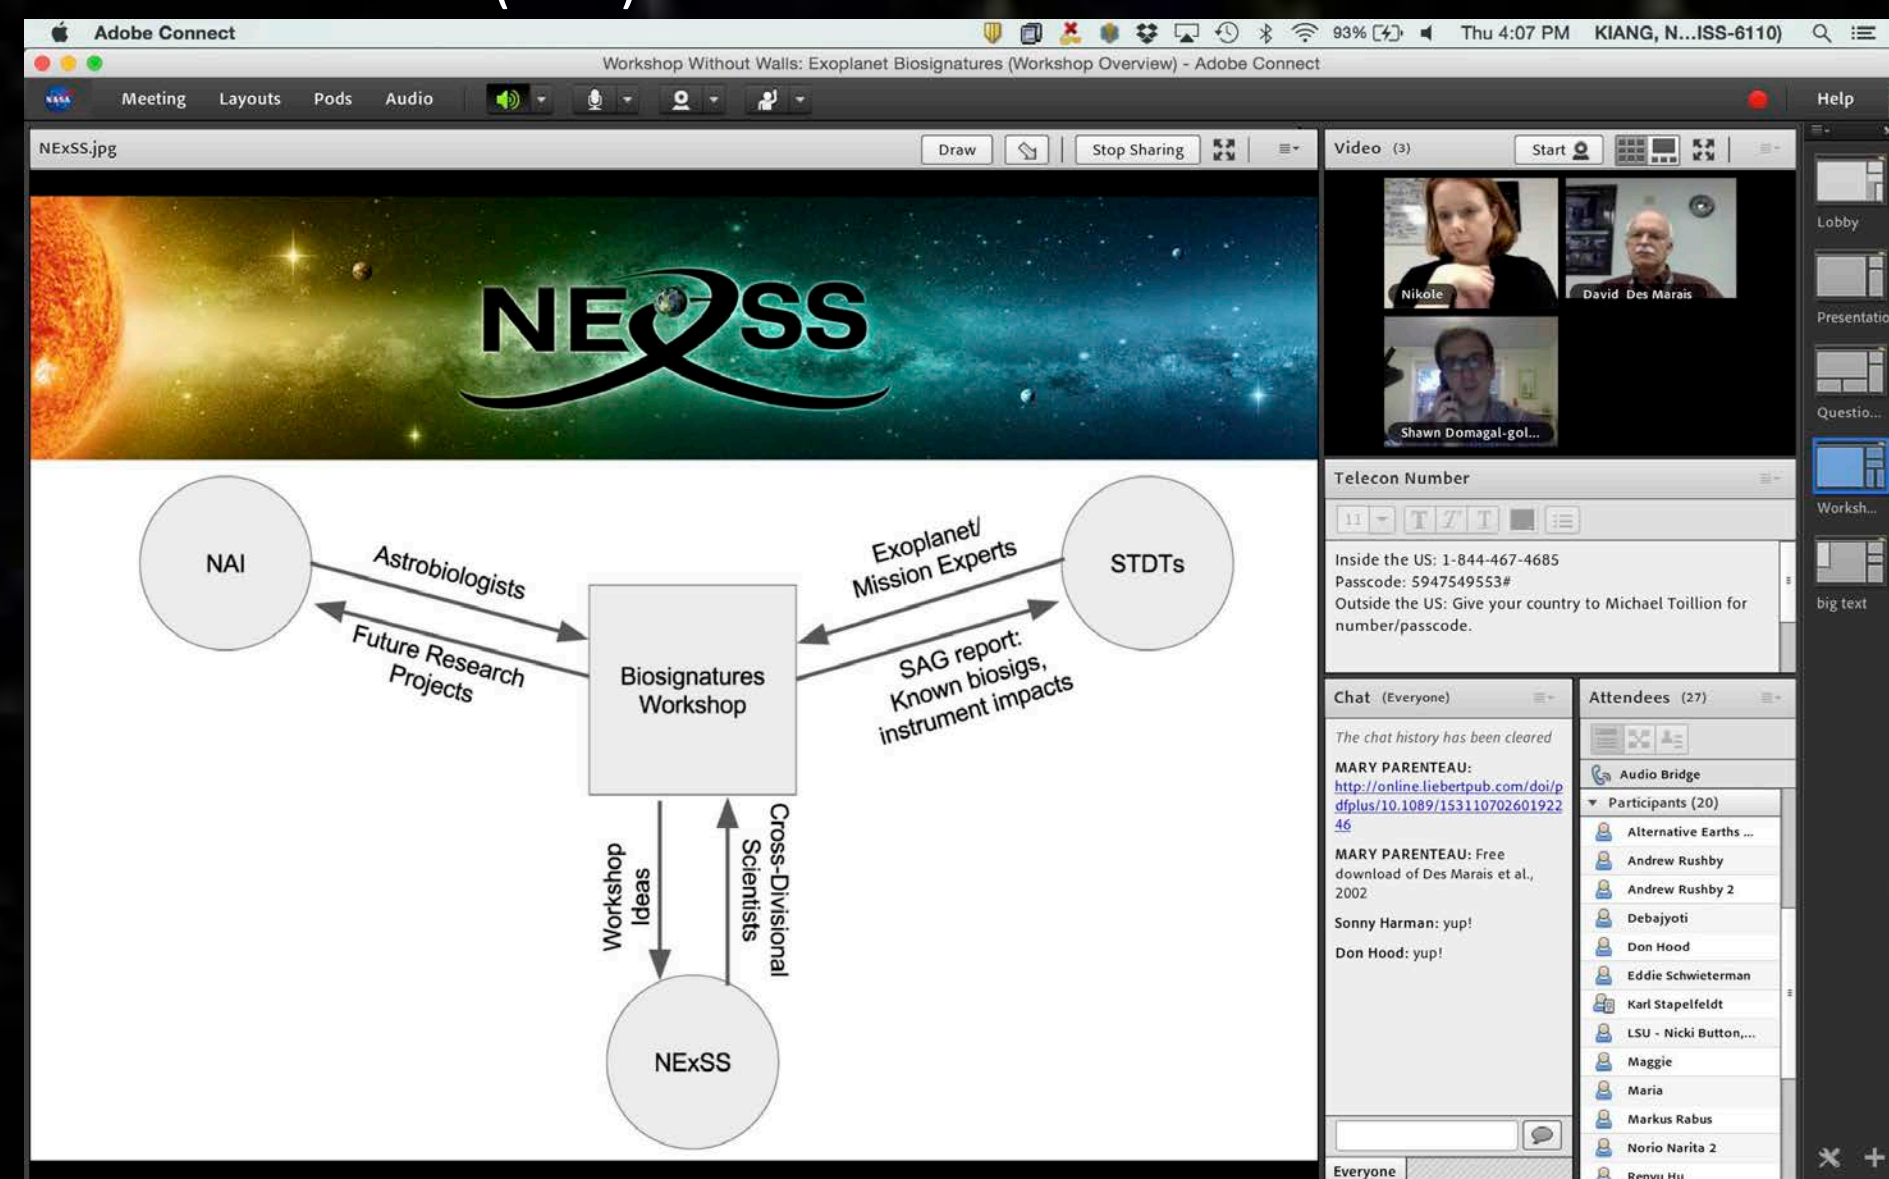 Adobe Connect
93%
Thu 4:07 PM
KIANG, N...ISS-6110)
Workshop Without Walls: Exoplanet Biosignatures (Workshop Overview) - Adobe Connect
NASA
Meeting
Layouts
Pods
Audio
Help
NExSS.jpg
Draw
Stop Sharing
NExSS
NAI
Astrobiologists
Future Research
Projects
Biosignatures
Workshop
Exoplanet/
Mission Experts
STDTs
SAG report:
Known biosigs,
instrument impacts
Workshop
Ideas
Cross-Divisional
Scientists
NExSS
Video (3)
Start
Nikole
David Des Marais
Shawn Domagal-gol...
Telecon Number
11
T T T
Inside the US: 1-844-467-4685
Passcode: 5947549553#
Outside the US: Give your country to Michael Toillion for
number/passcode.
Chat (Everyone)
The chat history has been cleared
MARY PARENTEAU:
http://online.liebertpub.com/doi/p
dfplus/10.1089/153110702601922
46
MARY PARENTEAU: Free
download of Des Marais et al.,
2002
Sonny Harman: yup!
Don Hood: yup!
Everyone
Attendees (27)
Audio Bridge
Participants (20)
Alternative Earths ...
Andrew Rushby
Andrew Rushby 2
Debajyoti
Don Hood
Eddie Schwieterman
Karl Stapelfeldt
LSU - Nicki Button,...
Maggie
Maria
Markus Rabus
Norio Narita 2
Renyu Hu
Lobby
Presentatio
Questio...
Worksh...
big text